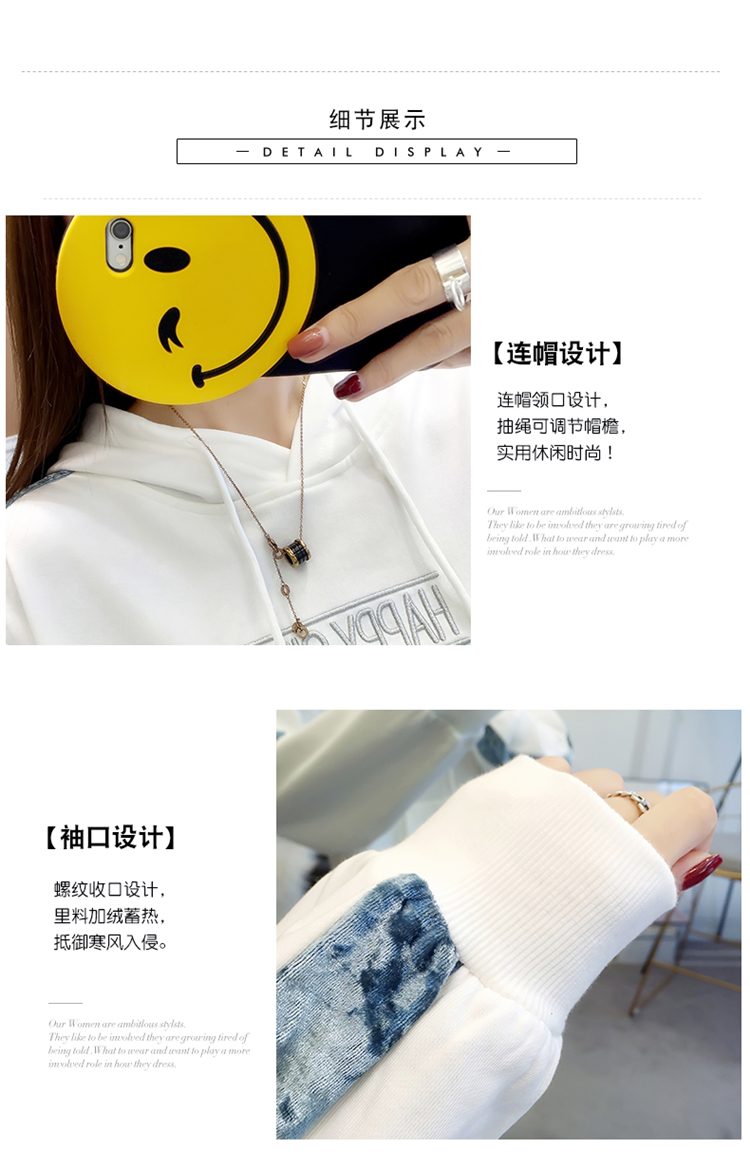 细节展示
— DETAIL DISPLAY —
【连帽设计】
连帽领口设计，
抽绳可调节帽檐，
实用休闲时尚！
Our Women are ambitlous stylsts.
They like to be involved they are growing tired of
being told .What to wear and want to play a more
involved role in how they dress.
HAPPY
【袖口设计】
螺纹收口设计，
里料加绒蓄热，
抵御寒风入侵。
Our Women are ambitlous stylsts.
They like to be involved they are growing tired of
being told .What to wear and want to play a more
involved role in how they dress.